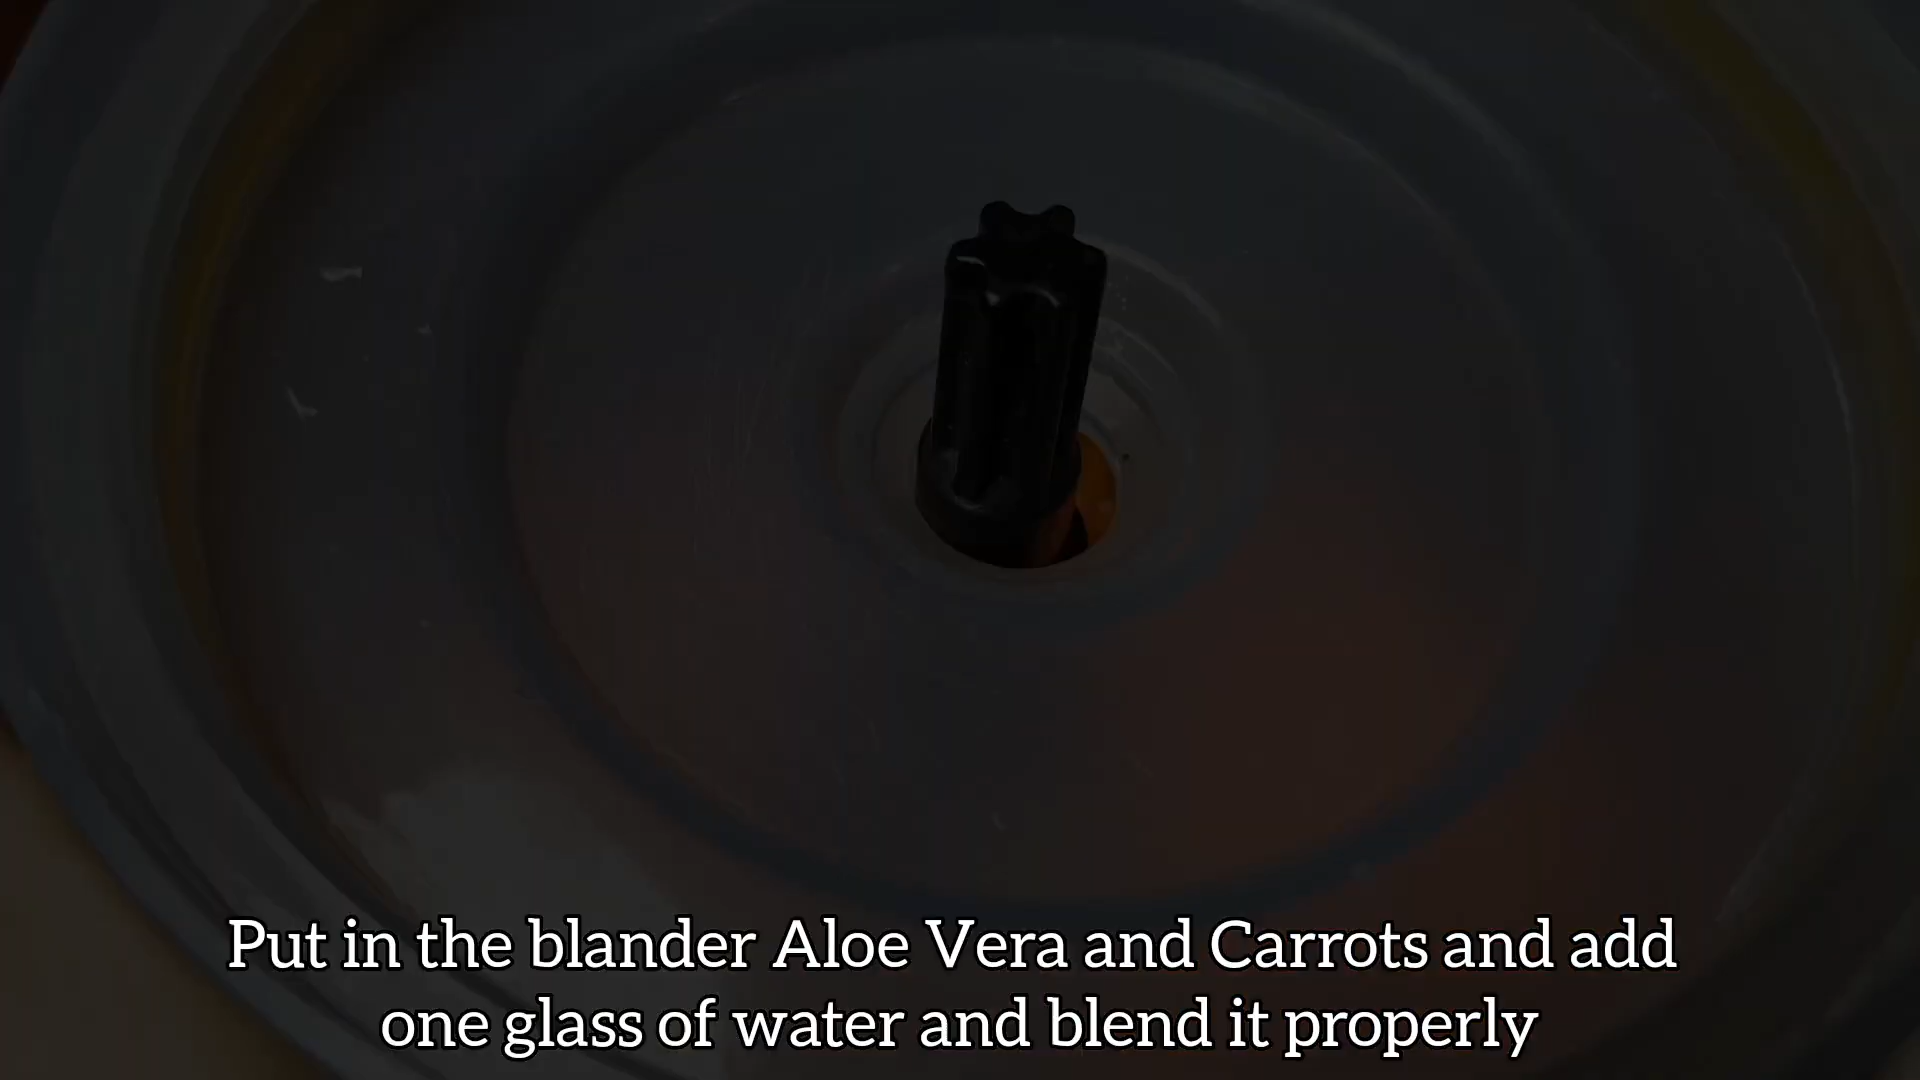 Put in the blander Aloe Vera and Carrots and add
one glass of water and blend it properly